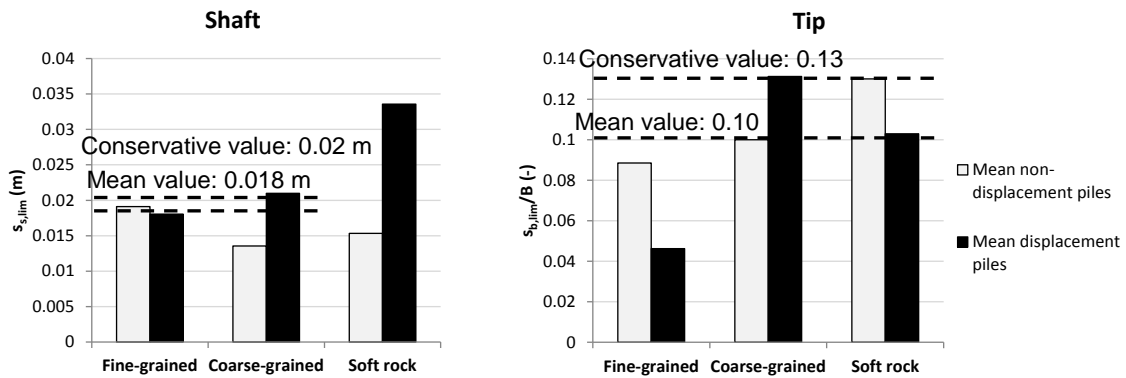 Shaft
s_s,lim (m)
0.04
0.035
0.03
0.025
0.02
0.015
0.01
0.005
0
Conservative value: 0.02 m
Mean value: 0.018 m
Fine-grained Coarse-grained Soft rock
Tip
s_b,lim/B (-)
0.14
0.12
0.1
0.08
0.06
0.04
0.02
0
Conservative value: 0.13
Mean value: 0.10
Fine-grained Coarse-grained Soft rock
Mean non-
displacement piles
Mean displacement
piles